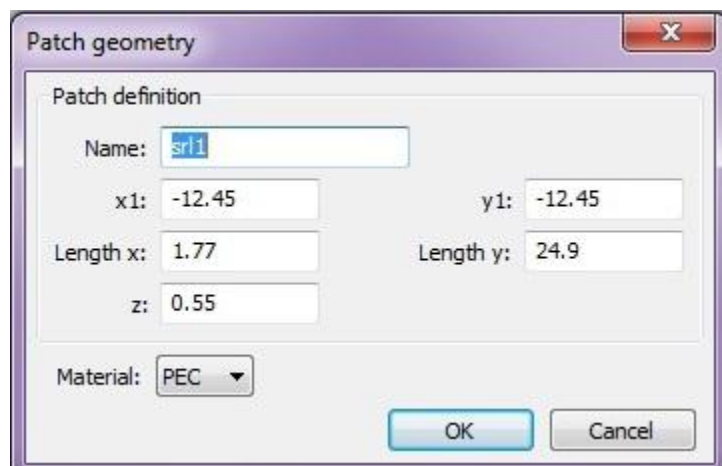 Patch geometry
Patch definition
Name: srl1
x1: -12.45 y1: -12.45
Length x: 1.77 Length y: 24.9
z: 0.55
Material: PEC
OK Cancel